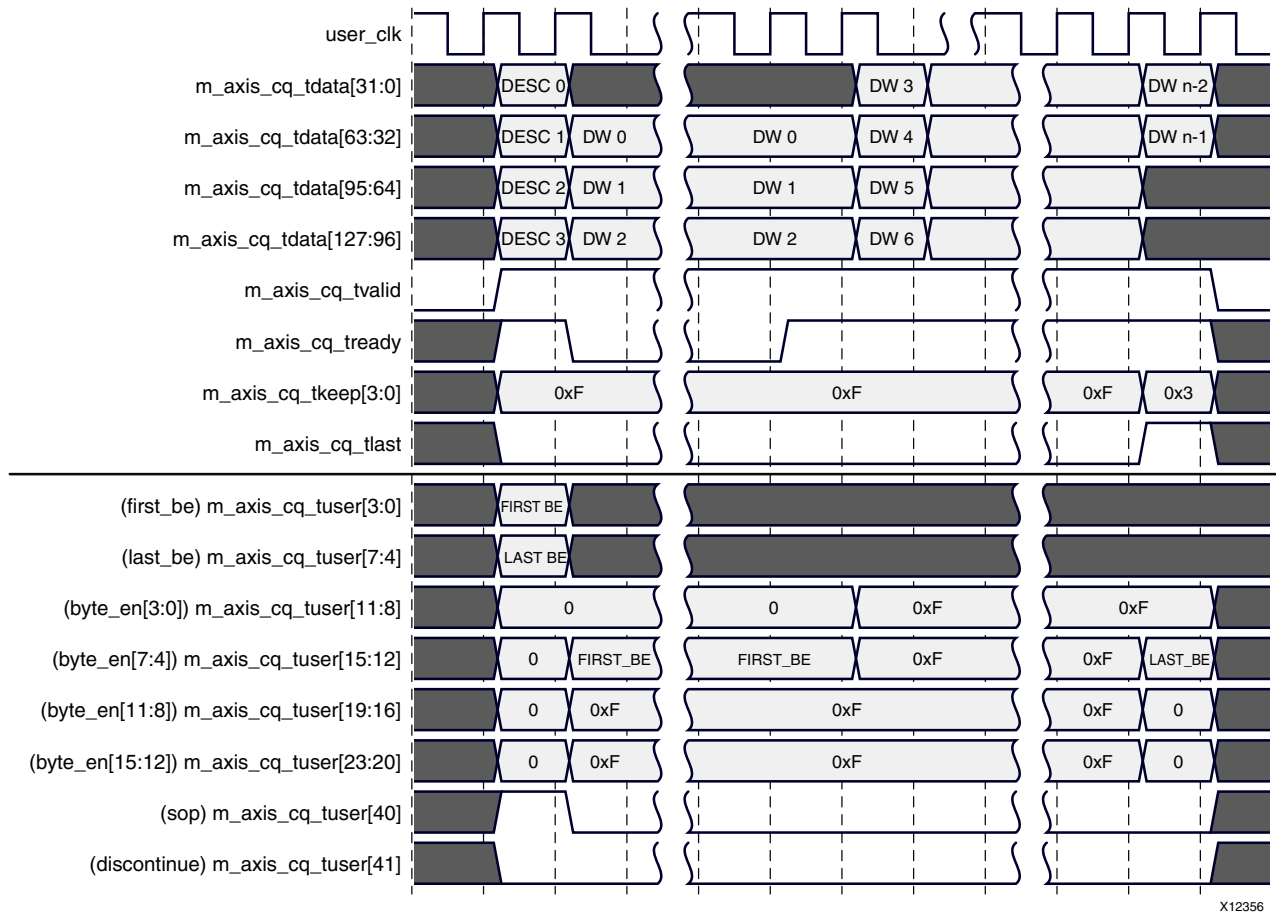 user_clk
m_axis_cq_tdata[31:0] DESC 0 DW 3 DW n-2
m_axis_cq_tdata[63:32] DESC 1 DW 0 DW 0 DW 4 DW n-1
m_axis_cq_tdata[95:64] DESC 2 DW 1 DW 1 DW 5
m_axis_cq_tdata[127:96] DESC 3 DW 2 DW 2 DW 6
m_axis_cq_tvalid
m_axis_cq_tready
m_axis_cq_tkeep[3:0] 0xF 0xF 0xF 0x3
m_axis_cq_tlast
(first_be) m_axis_cq_tuser[3:0] FIRST BE
(last_be) m_axis_cq_tuser[7:4] LAST BE
(byte_en[3:0]) m_axis_cq_tuser[11:8] 0 0 0xF 0xF
(byte_en[7:4]) m_axis_cq_tuser[15:12] 0 FIRST_BE FIRST_BE 0xF 0xF LAST_BE
(byte_en[11:8]) m_axis_cq_tuser[19:16] 0 0xF 0xF 0xF 0
(byte_en[15:12]) m_axis_cq_tuser[23:20] 0 0xF 0xF 0xF 0
(sop) m_axis_cq_tuser[40]
(discontinue) m_axis_cq_tuser[41]
X12356